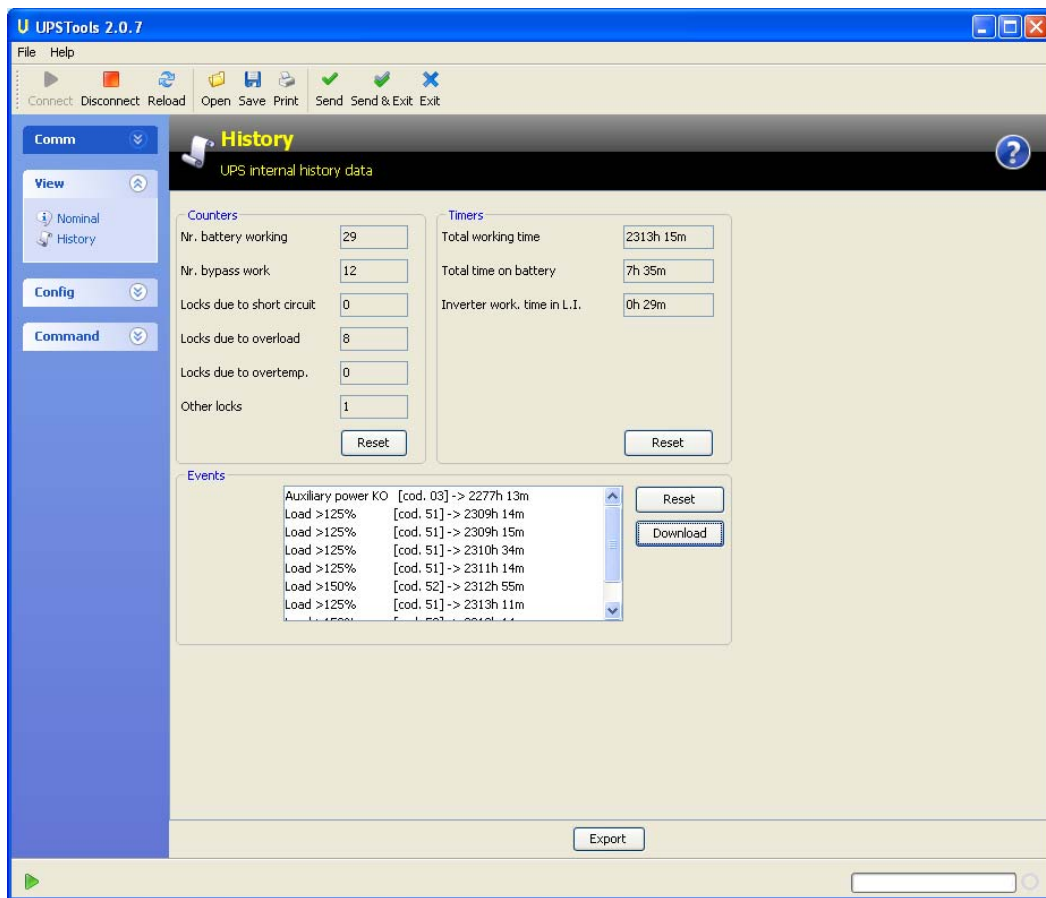 UPSTools 2.0.7
File Help
Connect Disconnect Reload Open Save Print Send Send & Exit Exit
Comm
View
Nominal
History
Config
Command
History
UPS internal history data
Counters
Nr. battery working 29
Nr. bypass work 12
Locks due to short circuit 0
Locks due to overload 8
Locks due to overtemp. 0
Other locks 1
Reset
Timers
Total working time 2313h 15m
Total time on battery 7h 35m
Inverter work. time in L.I. 0h 29m
Reset
Events
Auxiliary power KO [cod. 03] -> 2277h 13m
Load >125% [cod. 51] -> 2309h 14m
Load >125% [cod. 51] -> 2309h 15m
Load >125% [cod. 51] -> 2310h 34m
Load >125% [cod. 51] -> 2311h 14m
Load >150% [cod. 52] -> 2312h 55m
Load >125% [cod. 51] -> 2313h 11m
Reset
Download
Export